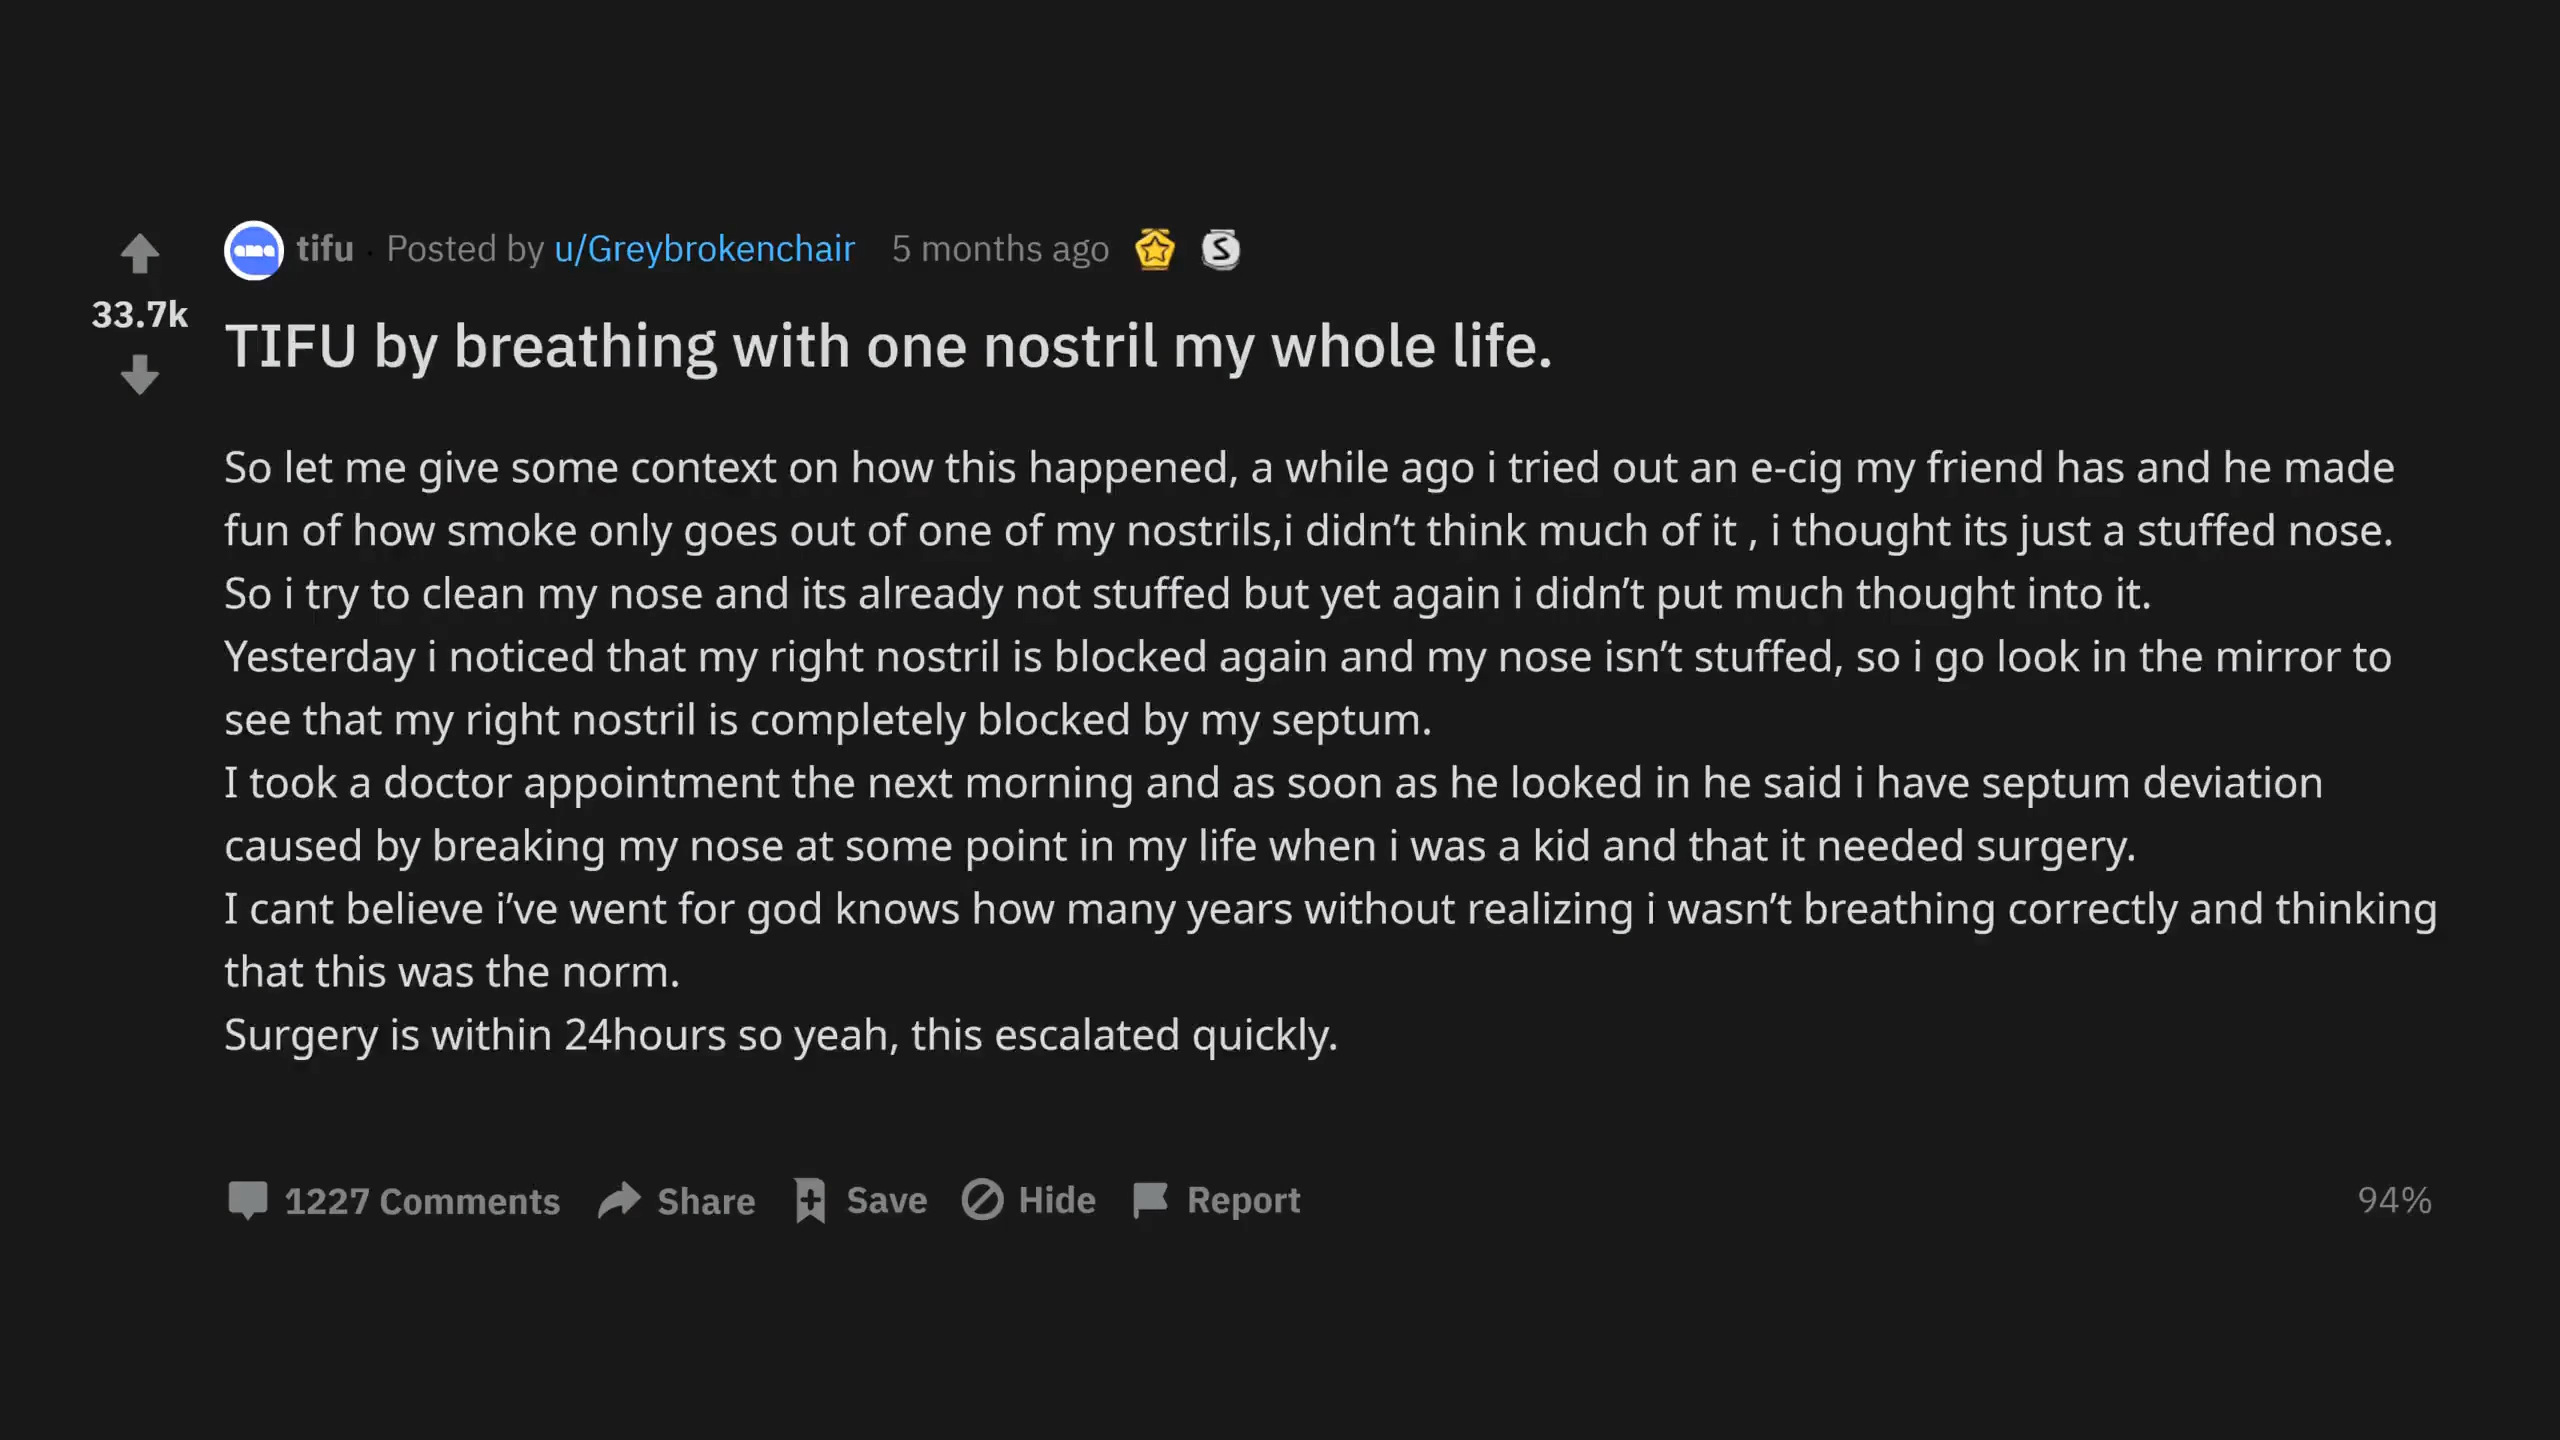 ama tifu · Posted by u/Greybrokenchair 5 months ago S
33.7k
TIFU by breathing with one nostril my whole life.
So let me give some context on how this happened, a while ago i tried out an e-cig my friend has and he made
fun of how smoke only goes out of one of my nostrils,i didn’t think much of it , i thought its just a stuffed nose.
So i try to clean my nose and its already not stuffed but yet again i didn’t put much thought into it.
Yesterday i noticed that my right nostril is blocked again and my nose isn’t stuffed, so i go look in the mirror to
see that my right nostril is completely blocked by my septum.
I took a doctor appointment the next morning and as soon as he looked in he said i have septum deviation
caused by breaking my nose at some point in my life when i was a kid and that it needed surgery.
I cant believe i’ve went for god knows how many years without realizing i wasn’t breathing correctly and thinking
that this was the norm.
Surgery is within 24hours so yeah, this escalated quickly.
1227 Comments Share Save Hide Report 94%